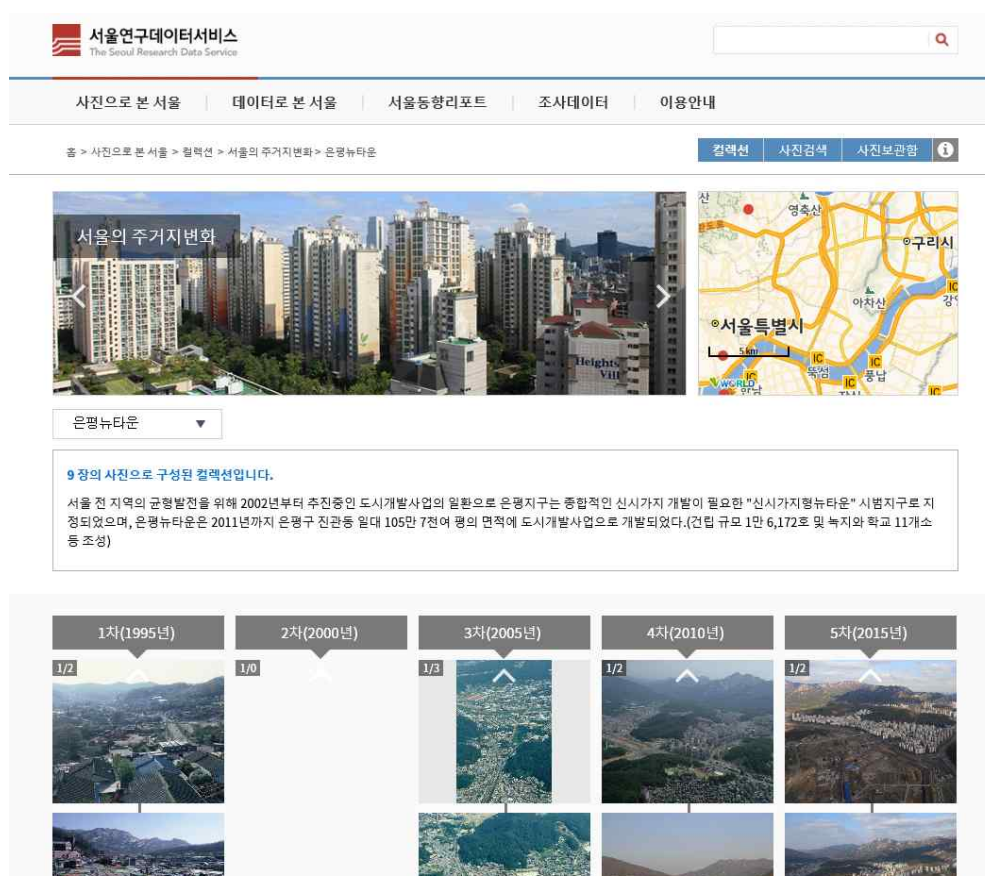 서울연구데이터서비스
The Seoul Research Data Service
사진으로 본 서울
데이터로 본 서울
서울동향리포트
조사데이터
이용안내
홈 > 사진으로 본 서울 > 컬렉션 > 서울의 주거지변화 > 은평뉴타운
컬렉션
사진검색
사진보관함
i
서울의 주거지변화
Heights
Vill
산
영축산
구리시
아차산
서울특별시
5 km
IC
뚝섬
IC
풍납
IC
IC
IC
VWORLD
은평뉴타운
9 장의 사진으로 구성된 컬렉션입니다.
서울 전 지역의 균형발전을 위해 2002년부터 추진중인 도시개발사업의 일환으로 은평지구는 종합적인 신시가지 개발이 필요한 "신시가지형뉴타운" 시범지구로 지
정되었으며, 은평뉴타운은 2011년까지 은평구 진관동 일대 105만 7천여 평의 면적에 도시개발사업으로 개발되었다.(건립 규모 1만 6,172호 및 녹지와 학교 11개소
등 조성)
1차(1995년)
2차(2000년)
3차(2005년)
4차(2010년)
5차(2015년)
1/2
1/0
1/3
1/2
1/2